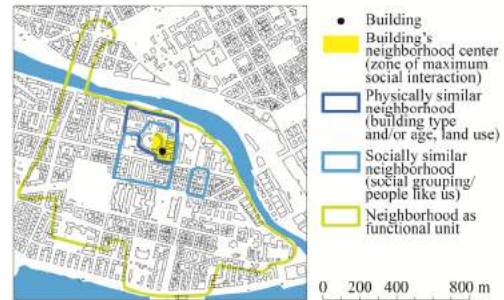 Building
Building's
neighborhood center
(zone of maximum
social interaction)
Physically similar
neighborhood
(building type
and/or age, land use)
Socially similar
neighborhood
(social grouping/
people like us)
Neighborhood as
functional unit
0 200 400 800 m